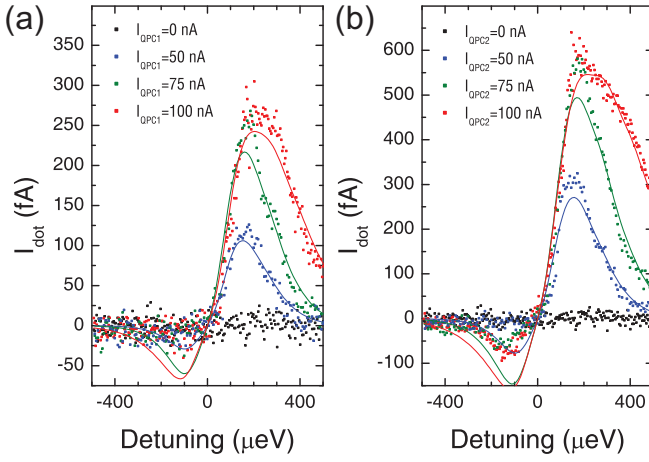 (a)
I_QPC1=0 nA
I_QPC1=50 nA
I_QPC1=75 nA
I_QPC1=100 nA
350
300
250
200
150
100
50
0
-50
I_dot (fA)
-400
0
400
Detuning (μeV)
(b)
I_QPC2=0 nA
I_QPC2=50 nA
I_QPC2=75 nA
I_QPC2=100 nA
600
500
400
300
200
100
0
-100
I_dot (fA)
-400
0
400
Detuning (μeV)